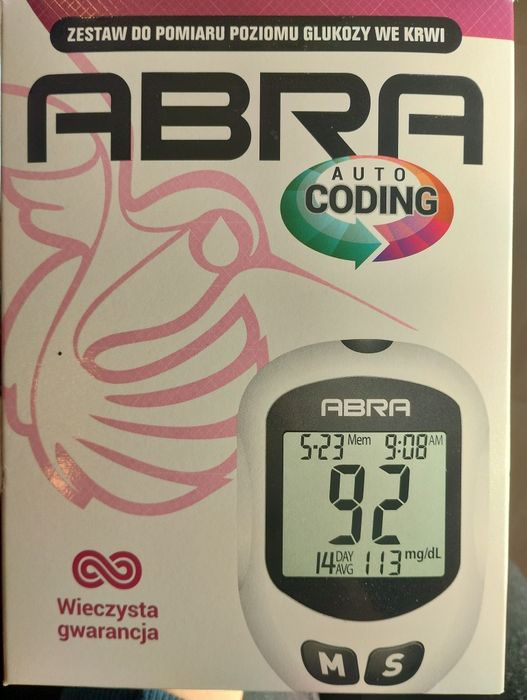 ZESTAW DO POMIARU POZIOMU GLUKOZY WE KRWI
ABRA
AUTO
CODING
ABRA
5-23 Mem 9:08 AM
92
14 DAY AVG 113 mg/dL
M S
Wieczysta
gwarancja